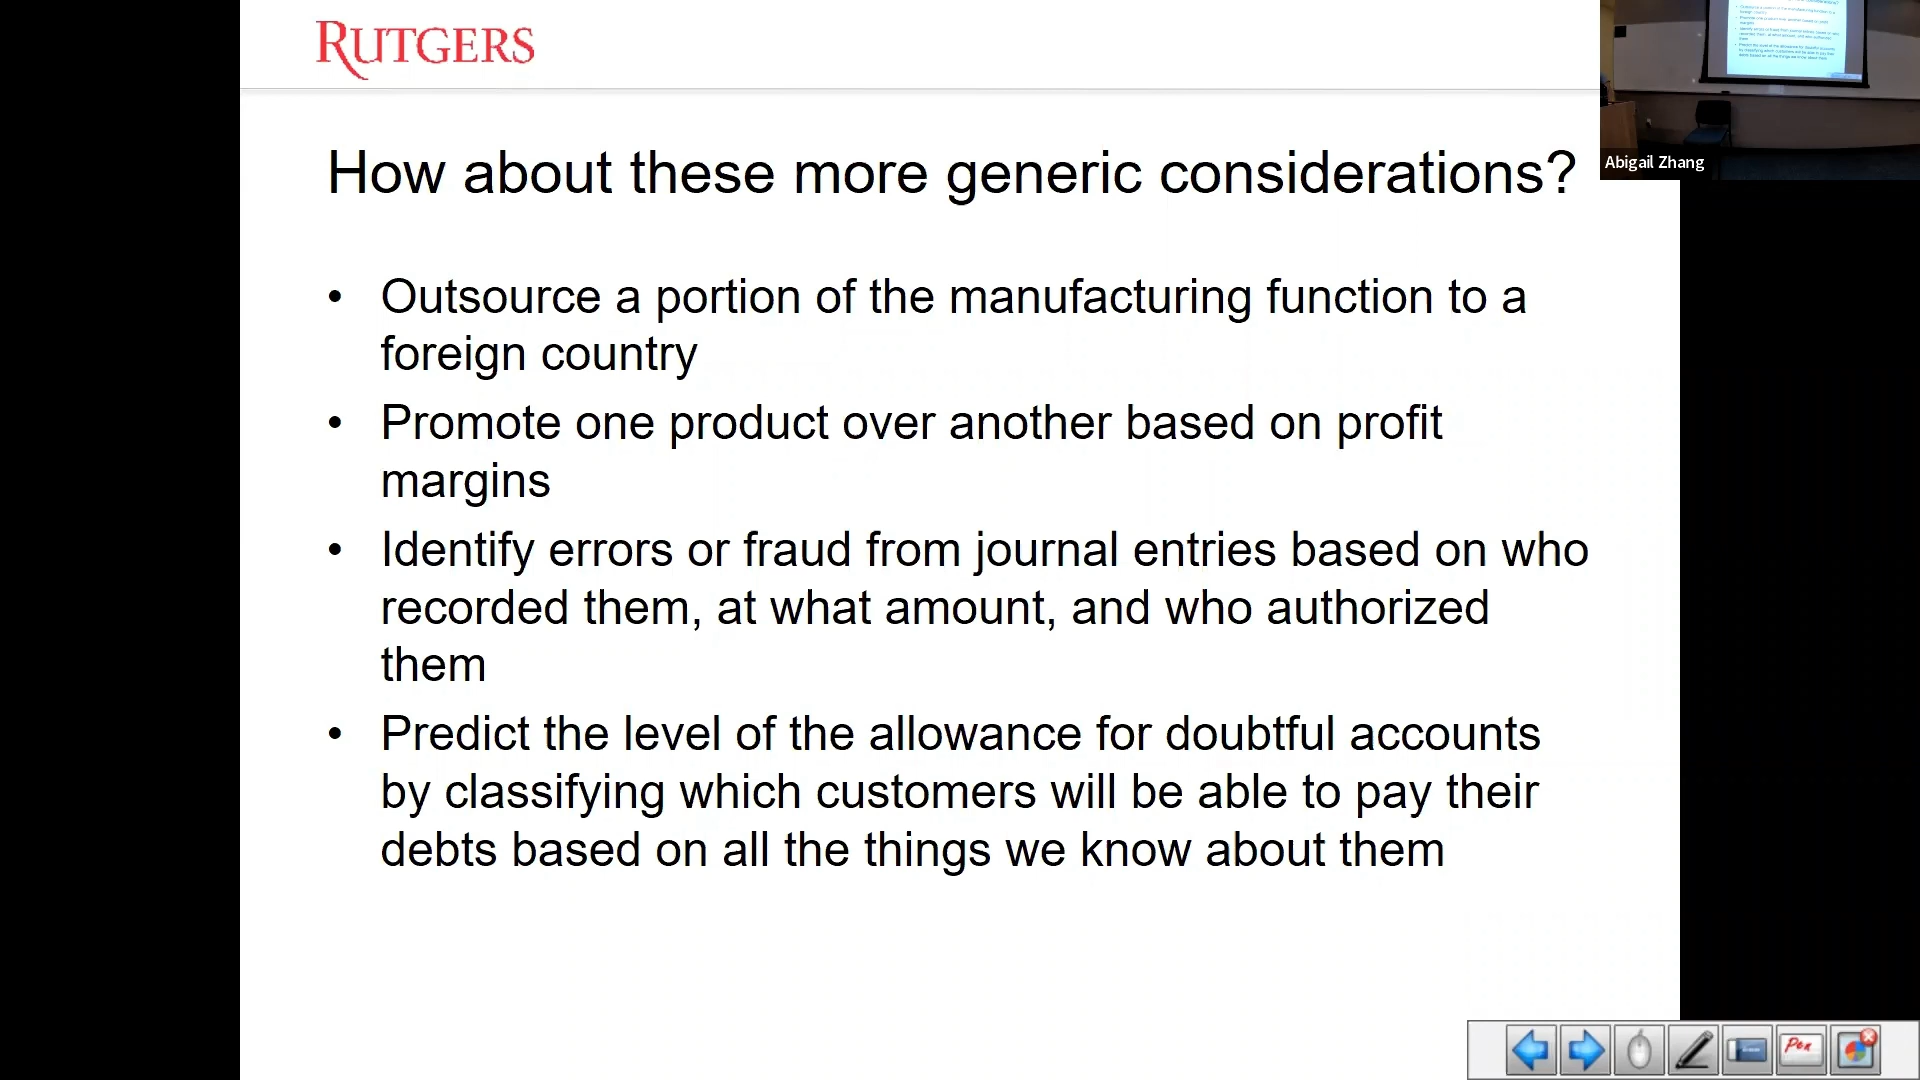 RUTGERS
Abigail Zhang
How about these more generic considerations?
• Outsource a portion of the manufacturing function to a
foreign country
• Promote one product over another based on profit
margins
• Identify errors or fraud from journal entries based on who
recorded them, at what amount, and who authorized
them
• Predict the level of the allowance for doubtful accounts
by classifying which customers will be able to pay their
debts based on all the things we know about them
Pen